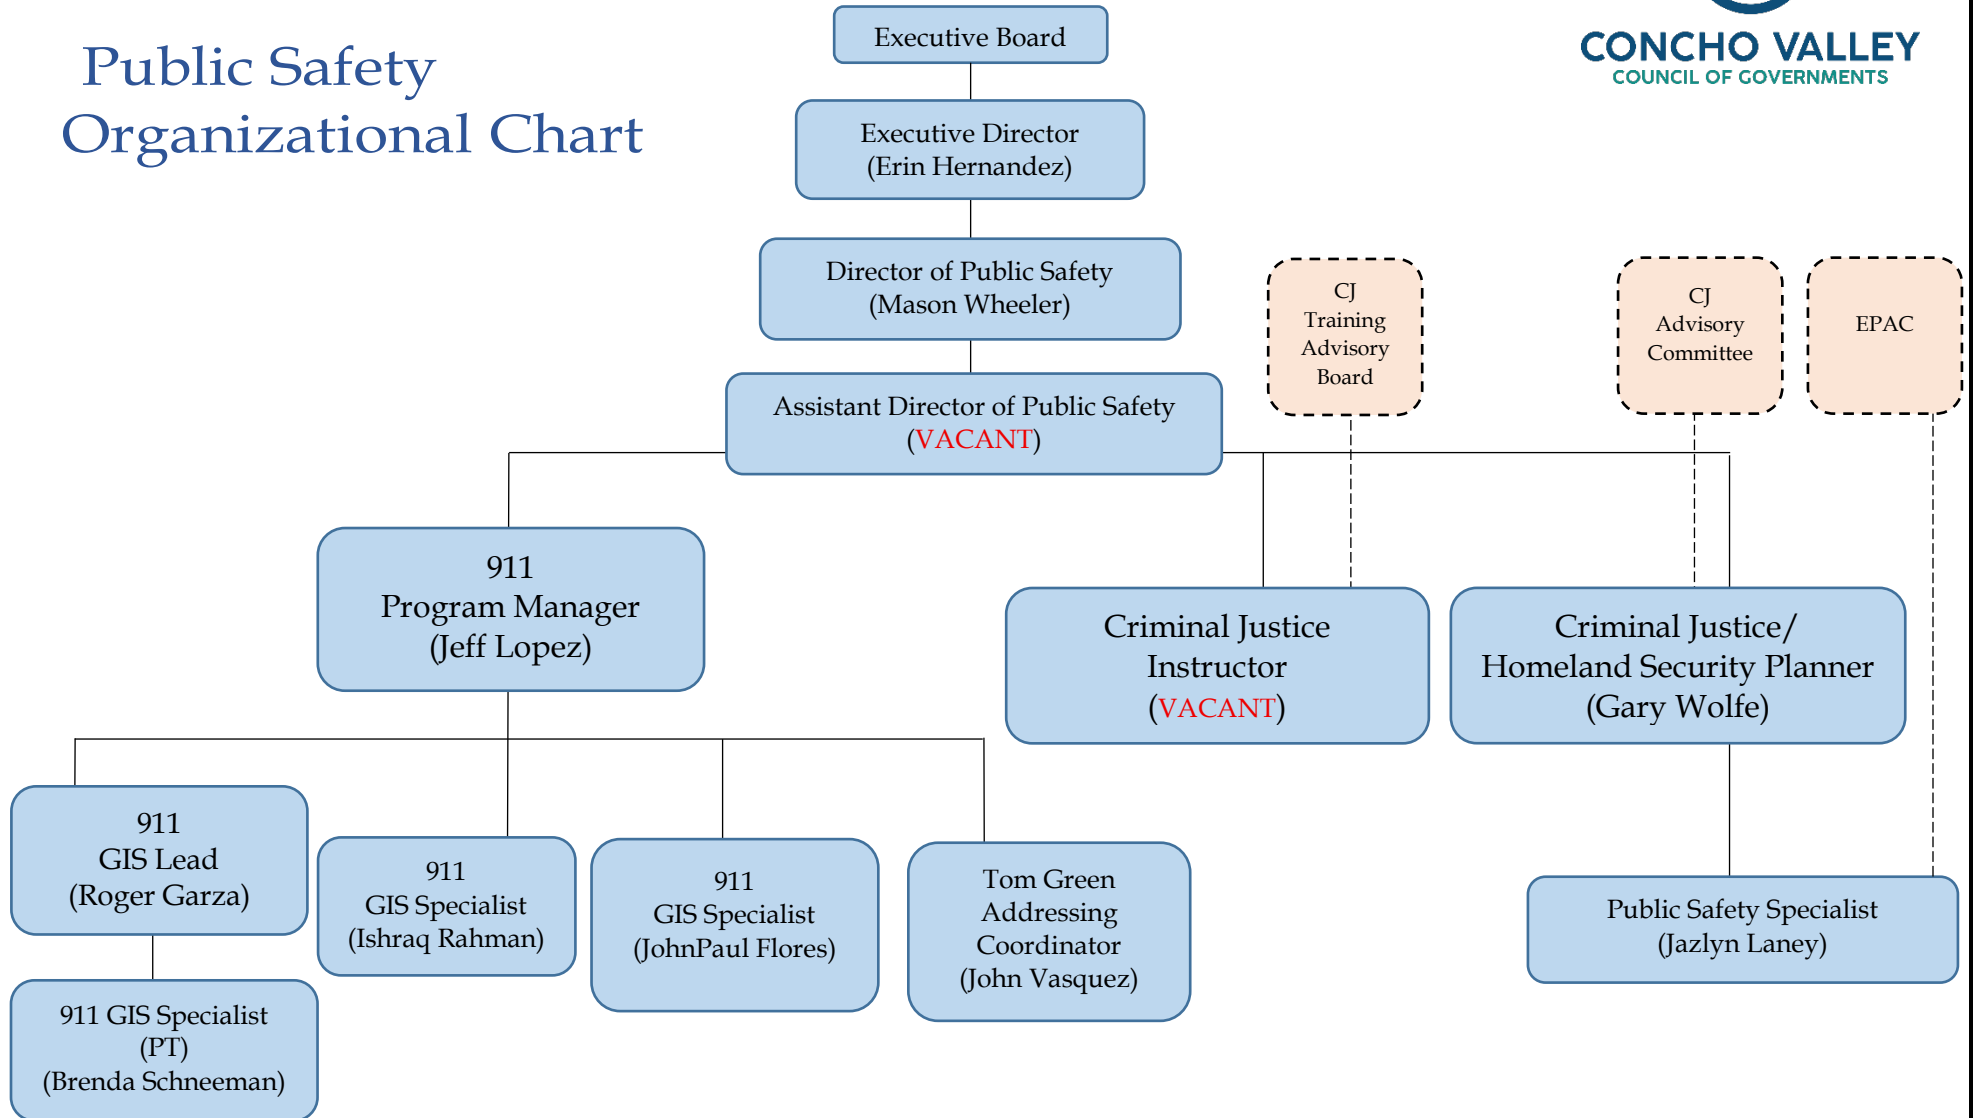 Public Safety
Organizational Chart
CONCHO VALLEY
COUNCIL OF GOVERNMENTS
Executive Board
Executive Director
(Erin Hernandez)
Director of Public Safety
(Mason Wheeler)
Assistant Director of Public Safety
(VACANT)
CJ
Training
Advisory
Board
CJ
Advisory
Committee
EPAC
911
Program Manager
(Jeff Lopez)
Criminal Justice
Instructor
(VACANT)
Criminal Justice/
Homeland Security Planner
(Gary Wolfe)
911
GIS Lead
(Roger Garza)
911
GIS Specialist
(Ishraq Rahman)
911
GIS Specialist
(JohnPaul Flores)
Tom Green
Addressing
Coordinator
(John Vasquez)
Public Safety Specialist
(Jazlyn Laney)
911 GIS Specialist
(PT)
(Brenda Schneeman)